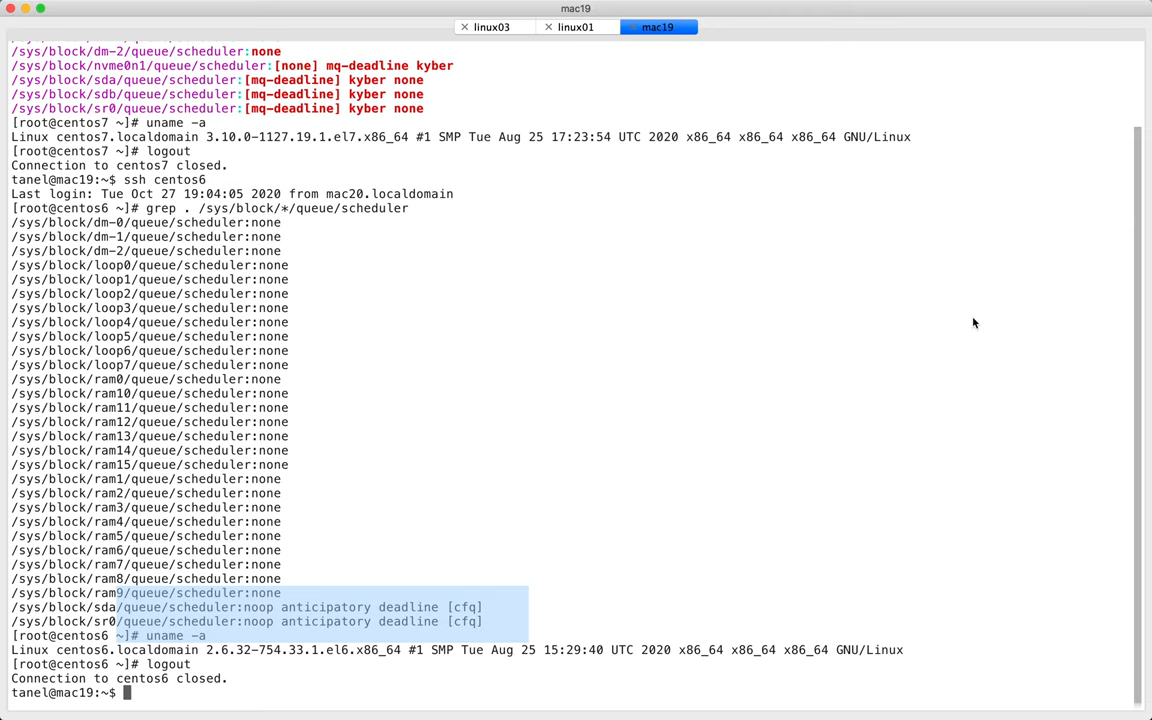 mac19
✕ linux03 ✕ linux01 mac19
/sys/block/dm-2/queue/scheduler:none
/sys/block/nvme0n1/queue/scheduler:[none] mq-deadline kyber
/sys/block/sda/queue/scheduler:[mq-deadline] kyber none
/sys/block/sdb/queue/scheduler:[mq-deadline] kyber none
/sys/block/sr0/queue/scheduler:[mq-deadline] kyber none
[root@centos7 ~]# uname -a
Linux centos7.localdomain 3.10.0-1127.19.1.el7.x86_64 #1 SMP Tue Aug 25 17:23:54 UTC 2020 x86_64 x86_64 x86_64 GNU/Linux
[root@centos7 ~]# logout
Connection to centos7 closed.
tanel@mac19:~$ ssh centos6
Last login: Tue Oct 27 19:04:05 2020 from mac20.localdomain
[root@centos6 ~]# grep . /sys/block/*/queue/scheduler
/sys/block/dm-0/queue/scheduler:none
/sys/block/dm-1/queue/scheduler:none
/sys/block/dm-2/queue/scheduler:none
/sys/block/loop0/queue/scheduler:none
/sys/block/loop1/queue/scheduler:none
/sys/block/loop2/queue/scheduler:none
/sys/block/loop3/queue/scheduler:none
/sys/block/loop4/queue/scheduler:none
/sys/block/loop5/queue/scheduler:none
/sys/block/loop6/queue/scheduler:none
/sys/block/loop7/queue/scheduler:none
/sys/block/ram0/queue/scheduler:none
/sys/block/ram10/queue/scheduler:none
/sys/block/ram11/queue/scheduler:none
/sys/block/ram12/queue/scheduler:none
/sys/block/ram13/queue/scheduler:none
/sys/block/ram14/queue/scheduler:none
/sys/block/ram15/queue/scheduler:none
/sys/block/ram1/queue/scheduler:none
/sys/block/ram2/queue/scheduler:none
/sys/block/ram3/queue/scheduler:none
/sys/block/ram4/queue/scheduler:none
/sys/block/ram5/queue/scheduler:none
/sys/block/ram6/queue/scheduler:none
/sys/block/ram7/queue/scheduler:none
/sys/block/ram8/queue/scheduler:none
/sys/block/ram9/queue/scheduler:none
/sys/block/sda/queue/scheduler:noop anticipatory deadline [cfq]
/sys/block/sr0/queue/scheduler:noop anticipatory deadline [cfq]
[root@centos6 ~]# uname -a
Linux centos6.localdomain 2.6.32-754.33.1.el6.x86_64 #1 SMP Tue Aug 25 15:29:40 UTC 2020 x86_64 x86_64 x86_64 GNU/Linux
[root@centos6 ~]# logout
Connection to centos6 closed.
tanel@mac19:~$